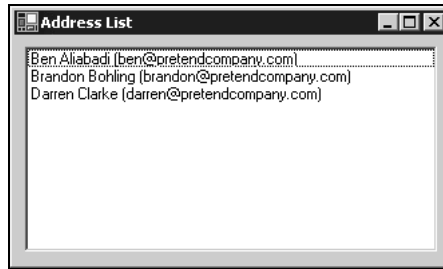 Address List
Ben Aliabadi (ben@pretendcompany.com)
Brandon Bohling (brandon@pretendcompany.com)
Darren Clarke (darren@pretendcompany.com)